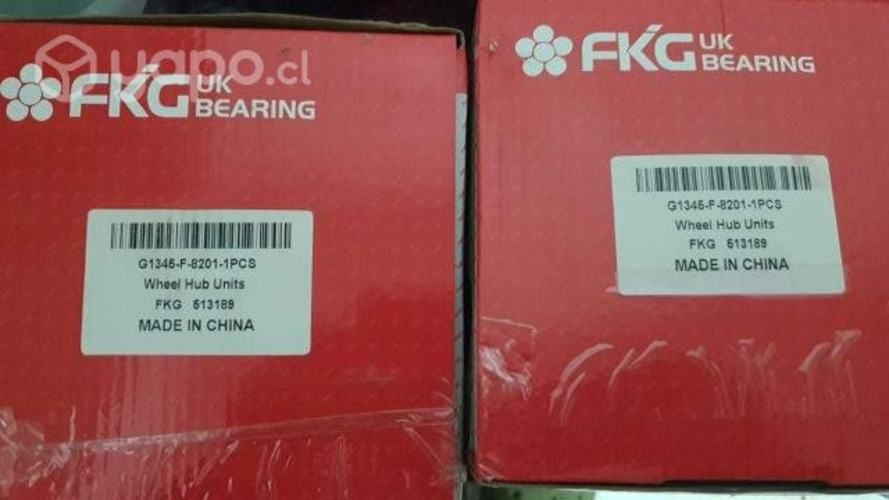 yapo.cl
FKG UK
BEARING
G1345-F-8201-1PCS
Wheel Hub Units
FKG 513189
MADE IN CHINA
FKG UK
BEARING
G1345-F-8201-1PCS
Wheel Hub Units
FKG 513189
MADE IN CHINA